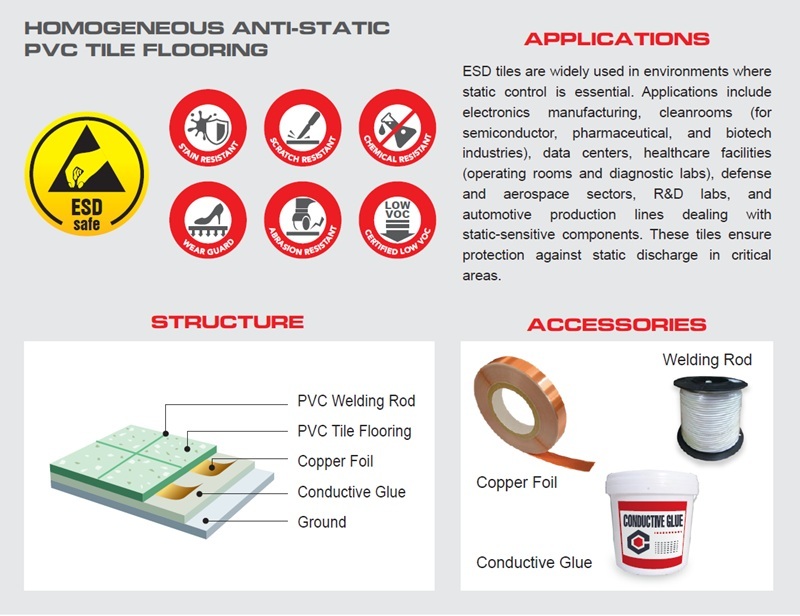 HOMOGENEOUS ANTI-STATIC
PVC TILE FLOORING
ESD
safe
STAIN RESISTANT
SCRATCH RESISTANT
CHEMICAL RESISTANT
WEAR GUARD
ABRASION RESISTANT
LOW
VOC
CERTIFIED LOW VOC
APPLICATIONS
ESD tiles are widely used in environments where
static control is essential. Applications include
electronics manufacturing, cleanrooms (for
semiconductor, pharmaceutical, and biotech
industries), data centers, healthcare facilities
(operating rooms and diagnostic labs), defense
and aerospace sectors, R&D labs, and
automotive production lines dealing with
static-sensitive components. These tiles ensure
protection against static discharge in critical
areas.
STRUCTURE
PVC Welding Rod
PVC Tile Flooring
Copper Foil
Conductive Glue
Ground
ACCESSORIES
Welding Rod
Copper Foil
CONDUCTIVE GLUE
Conductive Glue